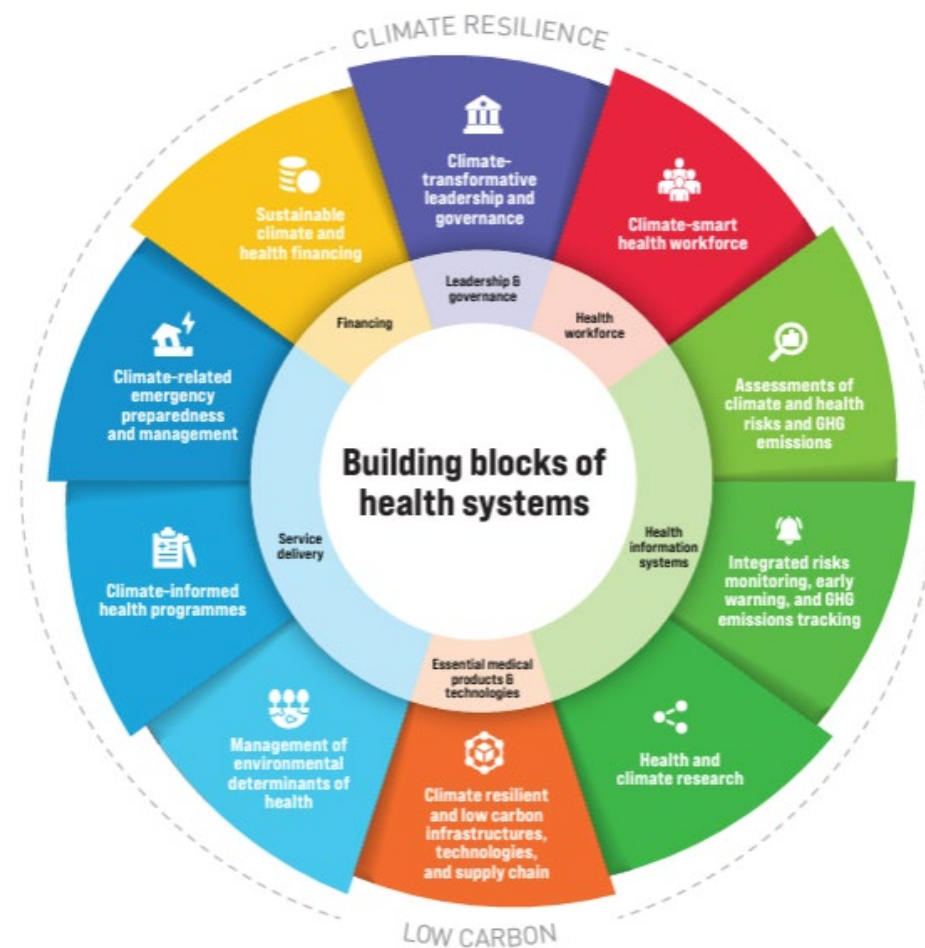 CLIMATE RESILIENCE
Climate-
transformative
leadership and
governance
Climate-smart
health workforce
Assessments of
climate and health
risks and GHG
emissions
Integrated risks
monitoring, early
warning, and GHG
emissions tracking
Health and
climate research
Climate resilient
and low carbon
infrastructures,
technologies,
and supply chain
Management of
environmental
determinants of
health
Climate-informed
health programmes
Climate-related
emergency
preparedness
and management
Sustainable
climate and
health financing
Leadership &
governance
Health
workforce
Health
information
systems
Essential medical
products &
technologies
Service
delivery
Financing
Building blocks of
health systems
LOW CARBON